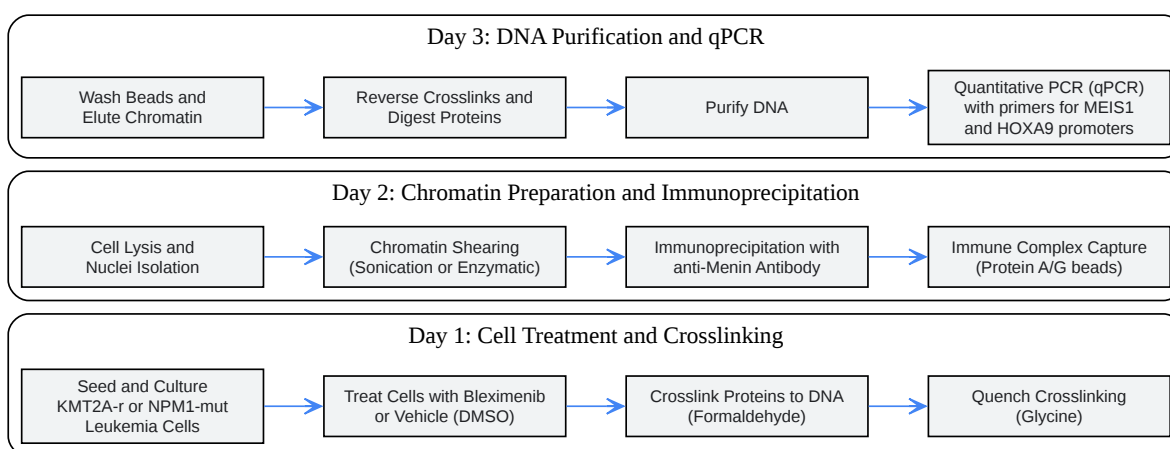 Day 3: DNA Purification and qPCR
Wash Beads and
Elute Chromatin
Reverse Crosslinks and
Digest Proteins
Purify DNA
Quantitative PCR (qPCR)
with primers for MEIS1
and HOXA9 promoters
Day 2: Chromatin Preparation and Immunoprecipitation
Cell Lysis and
Nuclei Isolation
Chromatin Shearing
(Sonication or Enzymatic)
Immunoprecipitation with
anti-Menin Antibody
Immune Complex Capture
(Protein A/G beads)
Day 1: Cell Treatment and Crosslinking
Seed and Culture
KMT2A-r or NPM1-mut
Leukemia Cells
Treat Cells with Bleximenib
or Vehicle (DMSO)
Crosslink Proteins to DNA
(Formaldehyde)
Quench Crosslinking
(Glycine)